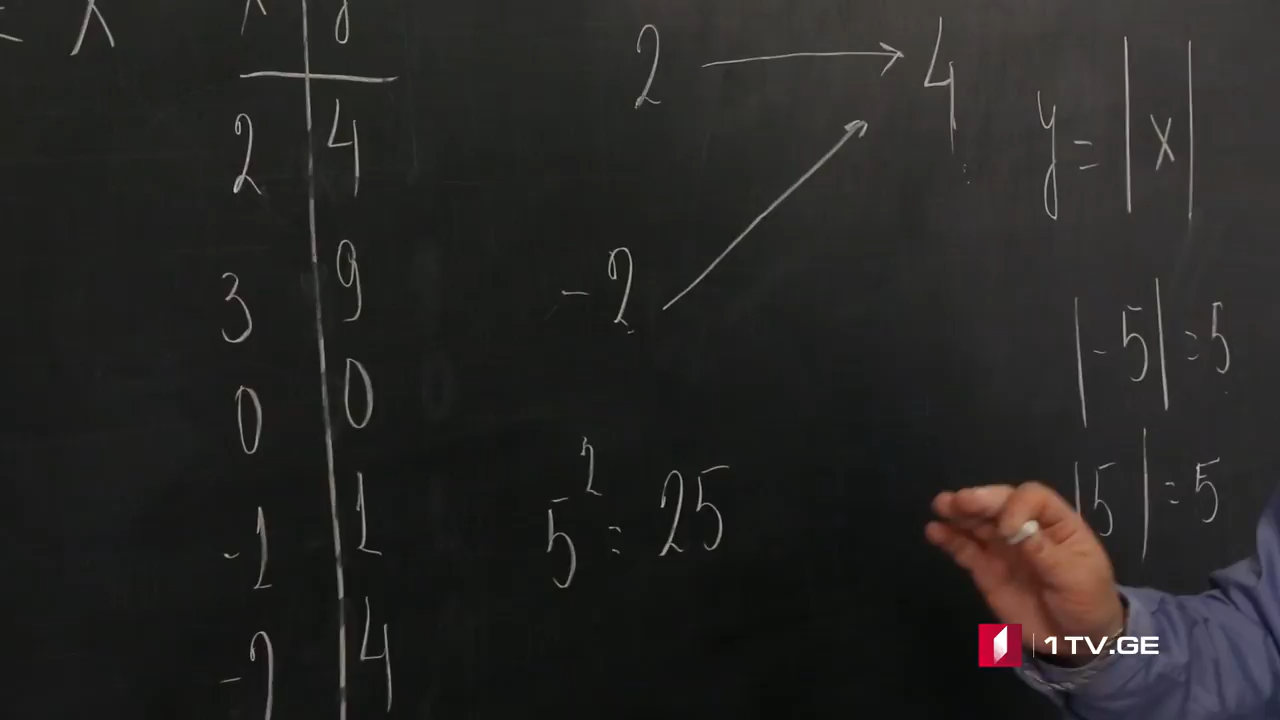 x y
2 4
3 9
0 0
-1 1
-2 4
2 → 4
-2
5² = 25
y = |x|
|-5| = 5
|5| = 5
1TV.GE